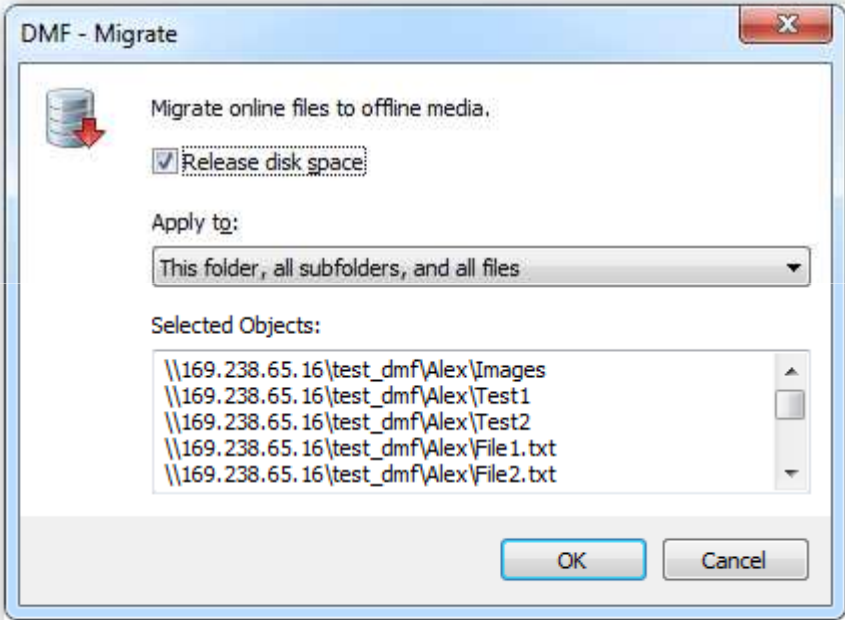 DMF - Migrate
Migrate online files to offline media.
Release disk space
Apply to:
This folder, all subfolders, and all files
Selected Objects:
\\169.238.65.16\test_dmf\Alex\Images
\\169.238.65.16\test_dmf\Alex\Test1
\\169.238.65.16\test_dmf\Alex\Test2
\\169.238.65.16\test_dmf\Alex\File1.txt
\\169.238.65.16\test_dmf\Alex\File2.txt
OK Cancel